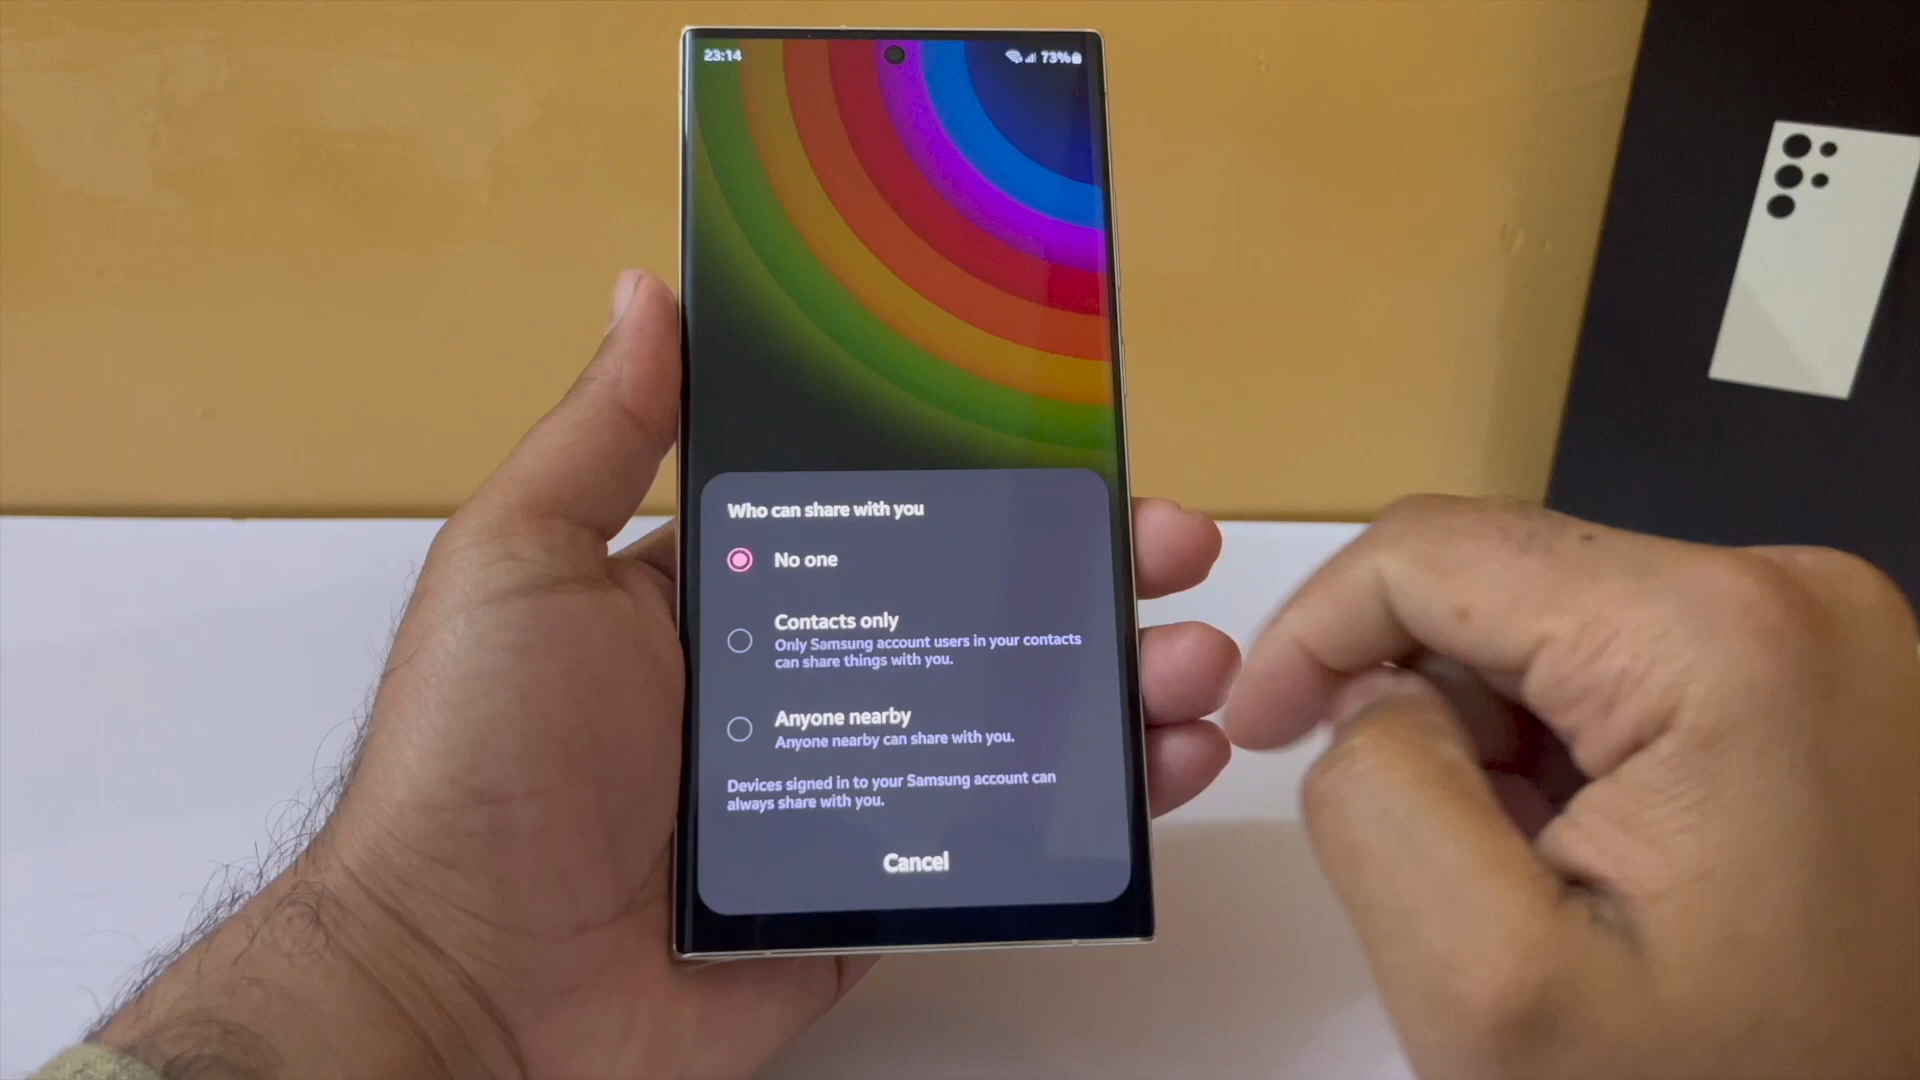 23:14
73%
Who can share with you
No one
Contacts only
Only Samsung account users in your contacts
can share things with you.
Anyone nearby
Anyone nearby can share with you.
Devices signed in to your Samsung account can
always share with you.
Cancel